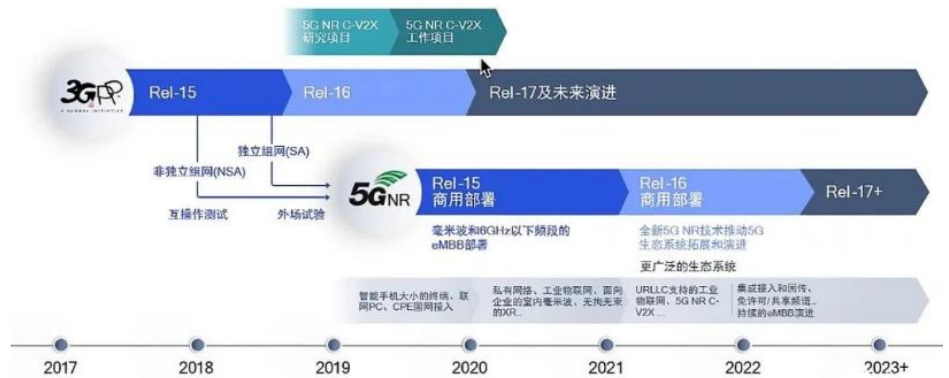 5G NR C-V2X
研究项目
5G NR C-V2X
工作项目
3GPP
A GLOBAL INITIATIVE
Rel-15
Rel-16
Rel-17及未来演进
独立组网(SA)
非独立组网(NSA)
互操作测试
外场试验
5G NR
Rel-15
商用部署
Rel-16
商用部署
Rel-17+
毫米波和6GHz以下频段的
eMBB部署
全新5G NR技术推动5G
生态系统拓展和演进
更广泛的生态系统
智能手机大小的终端、联
网PC、CPE固网接入
私有网络、工业物联网、面向
企业的室内毫米波、无拘无束
的XR...
URLLC支持的工业
物联网、5G NR C-
V2X ...
集成接入和回传、
免许可/共享频谱...
持续的eMBB演进
2017
2018
2019
2020
2021
2022
2023+